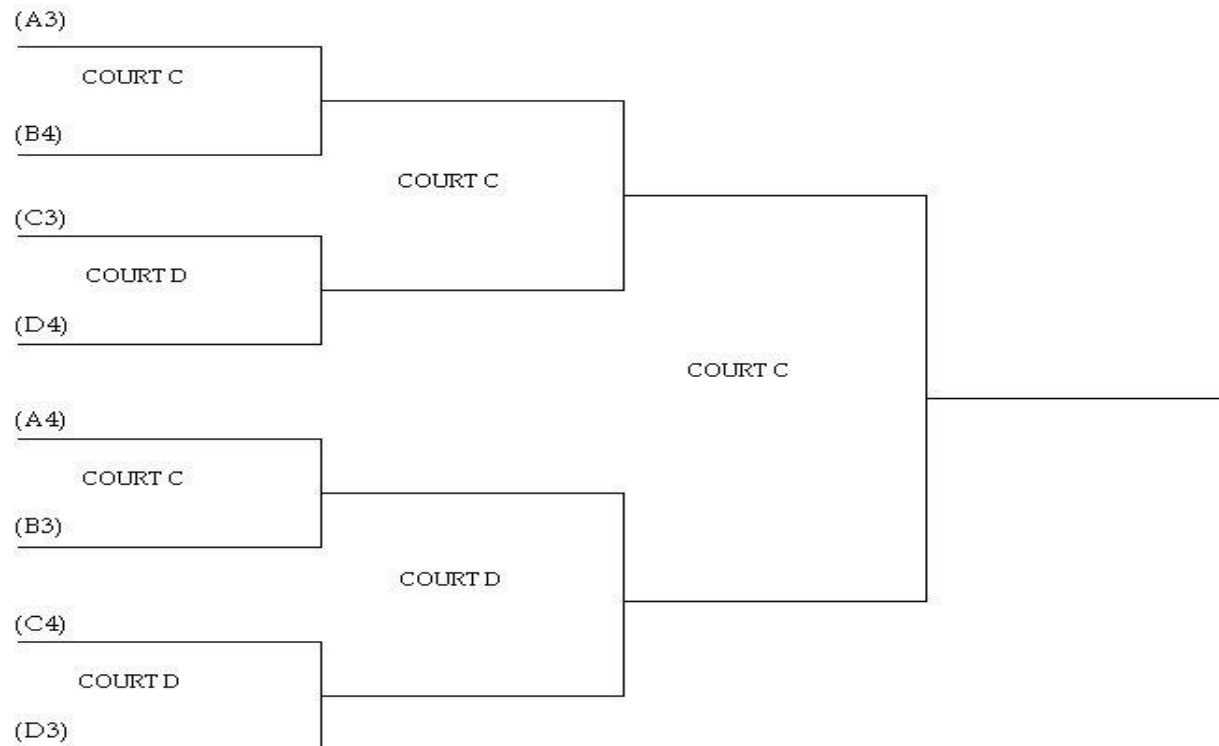 (A3)
COURT C
(B4)
COURT C
(C3)
COURT D
(D4)
COURT C
(A4)
COURT C
(B3)
COURT D
(C4)
COURT D
(D3)